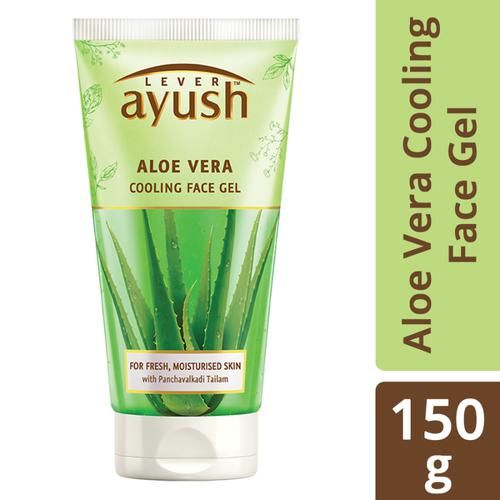 LEVER™
ayush
ALOE VERA
COOLING FACE GEL
FOR FRESH, MOISTURISED SKIN
with Panchavalkadi Tailam
Aloe Vera Cooling
Face Gel
150
g